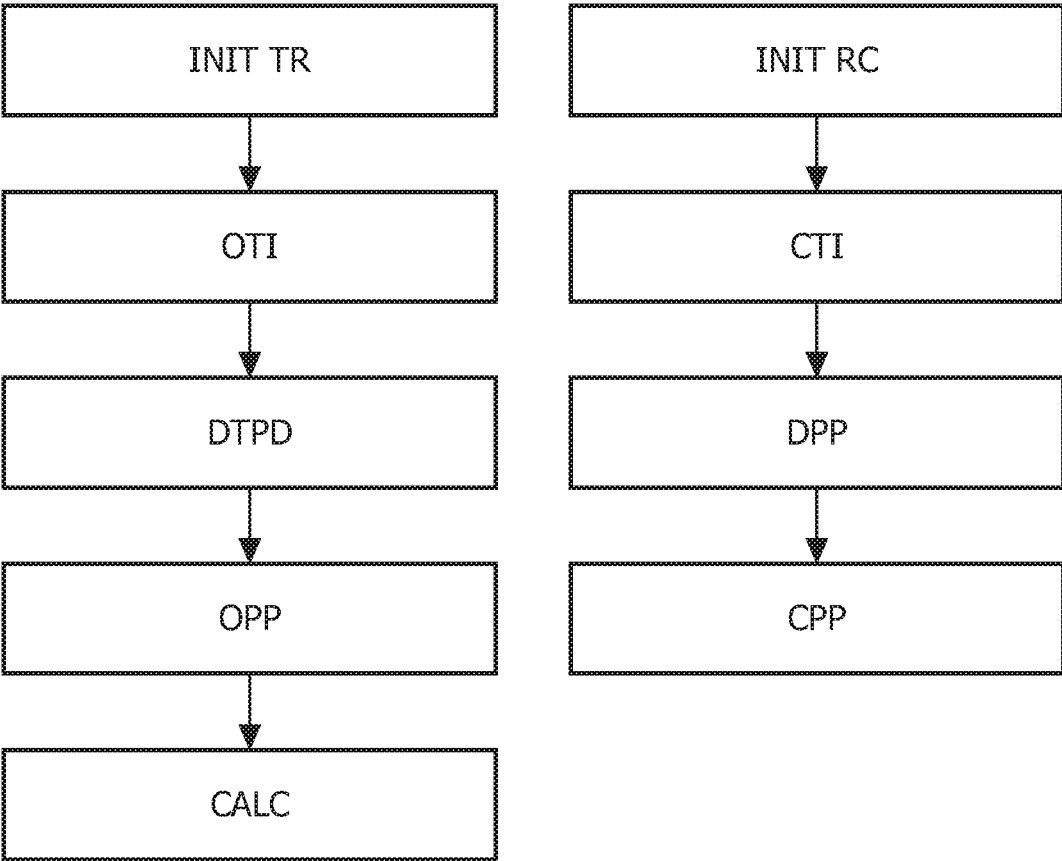 INIT TR
OTI
DTPD
OPP
CALC
INIT RC
CTI
DPP
CPP